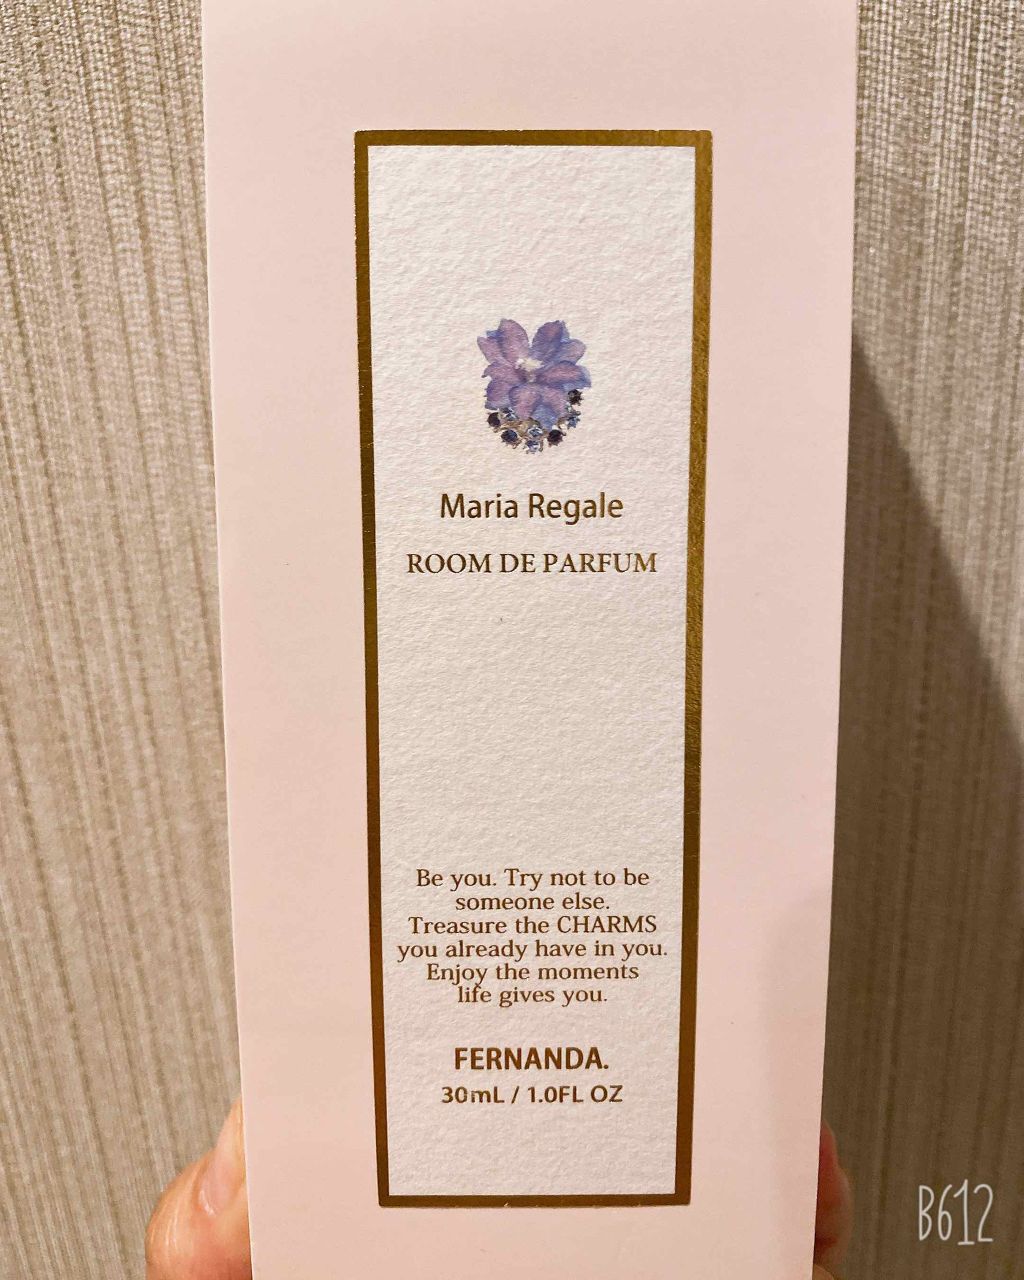 Maria Regale
ROOM DE PARFUM
Be you. Try not to be
someone else.
Treasure the CHARMS
you already have in you.
Enjoy the moments
life gives you.
FERNANDA.
30mL / 1.0FL OZ
B612